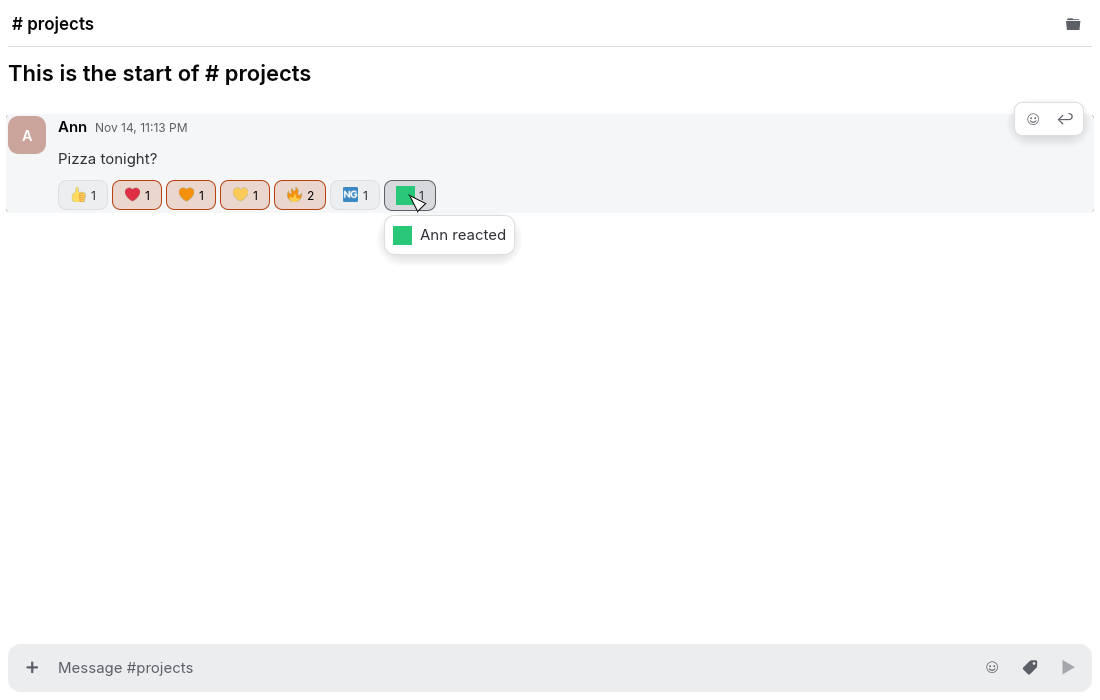 # projects
This is the start of # projects
A
Ann Nov 14, 11:13 PM
Pizza tonight?
👍 1 ❤️ 1 🧡 1 💛 1 🔥 2 🆖 1 1
Ann reacted
Message #projects